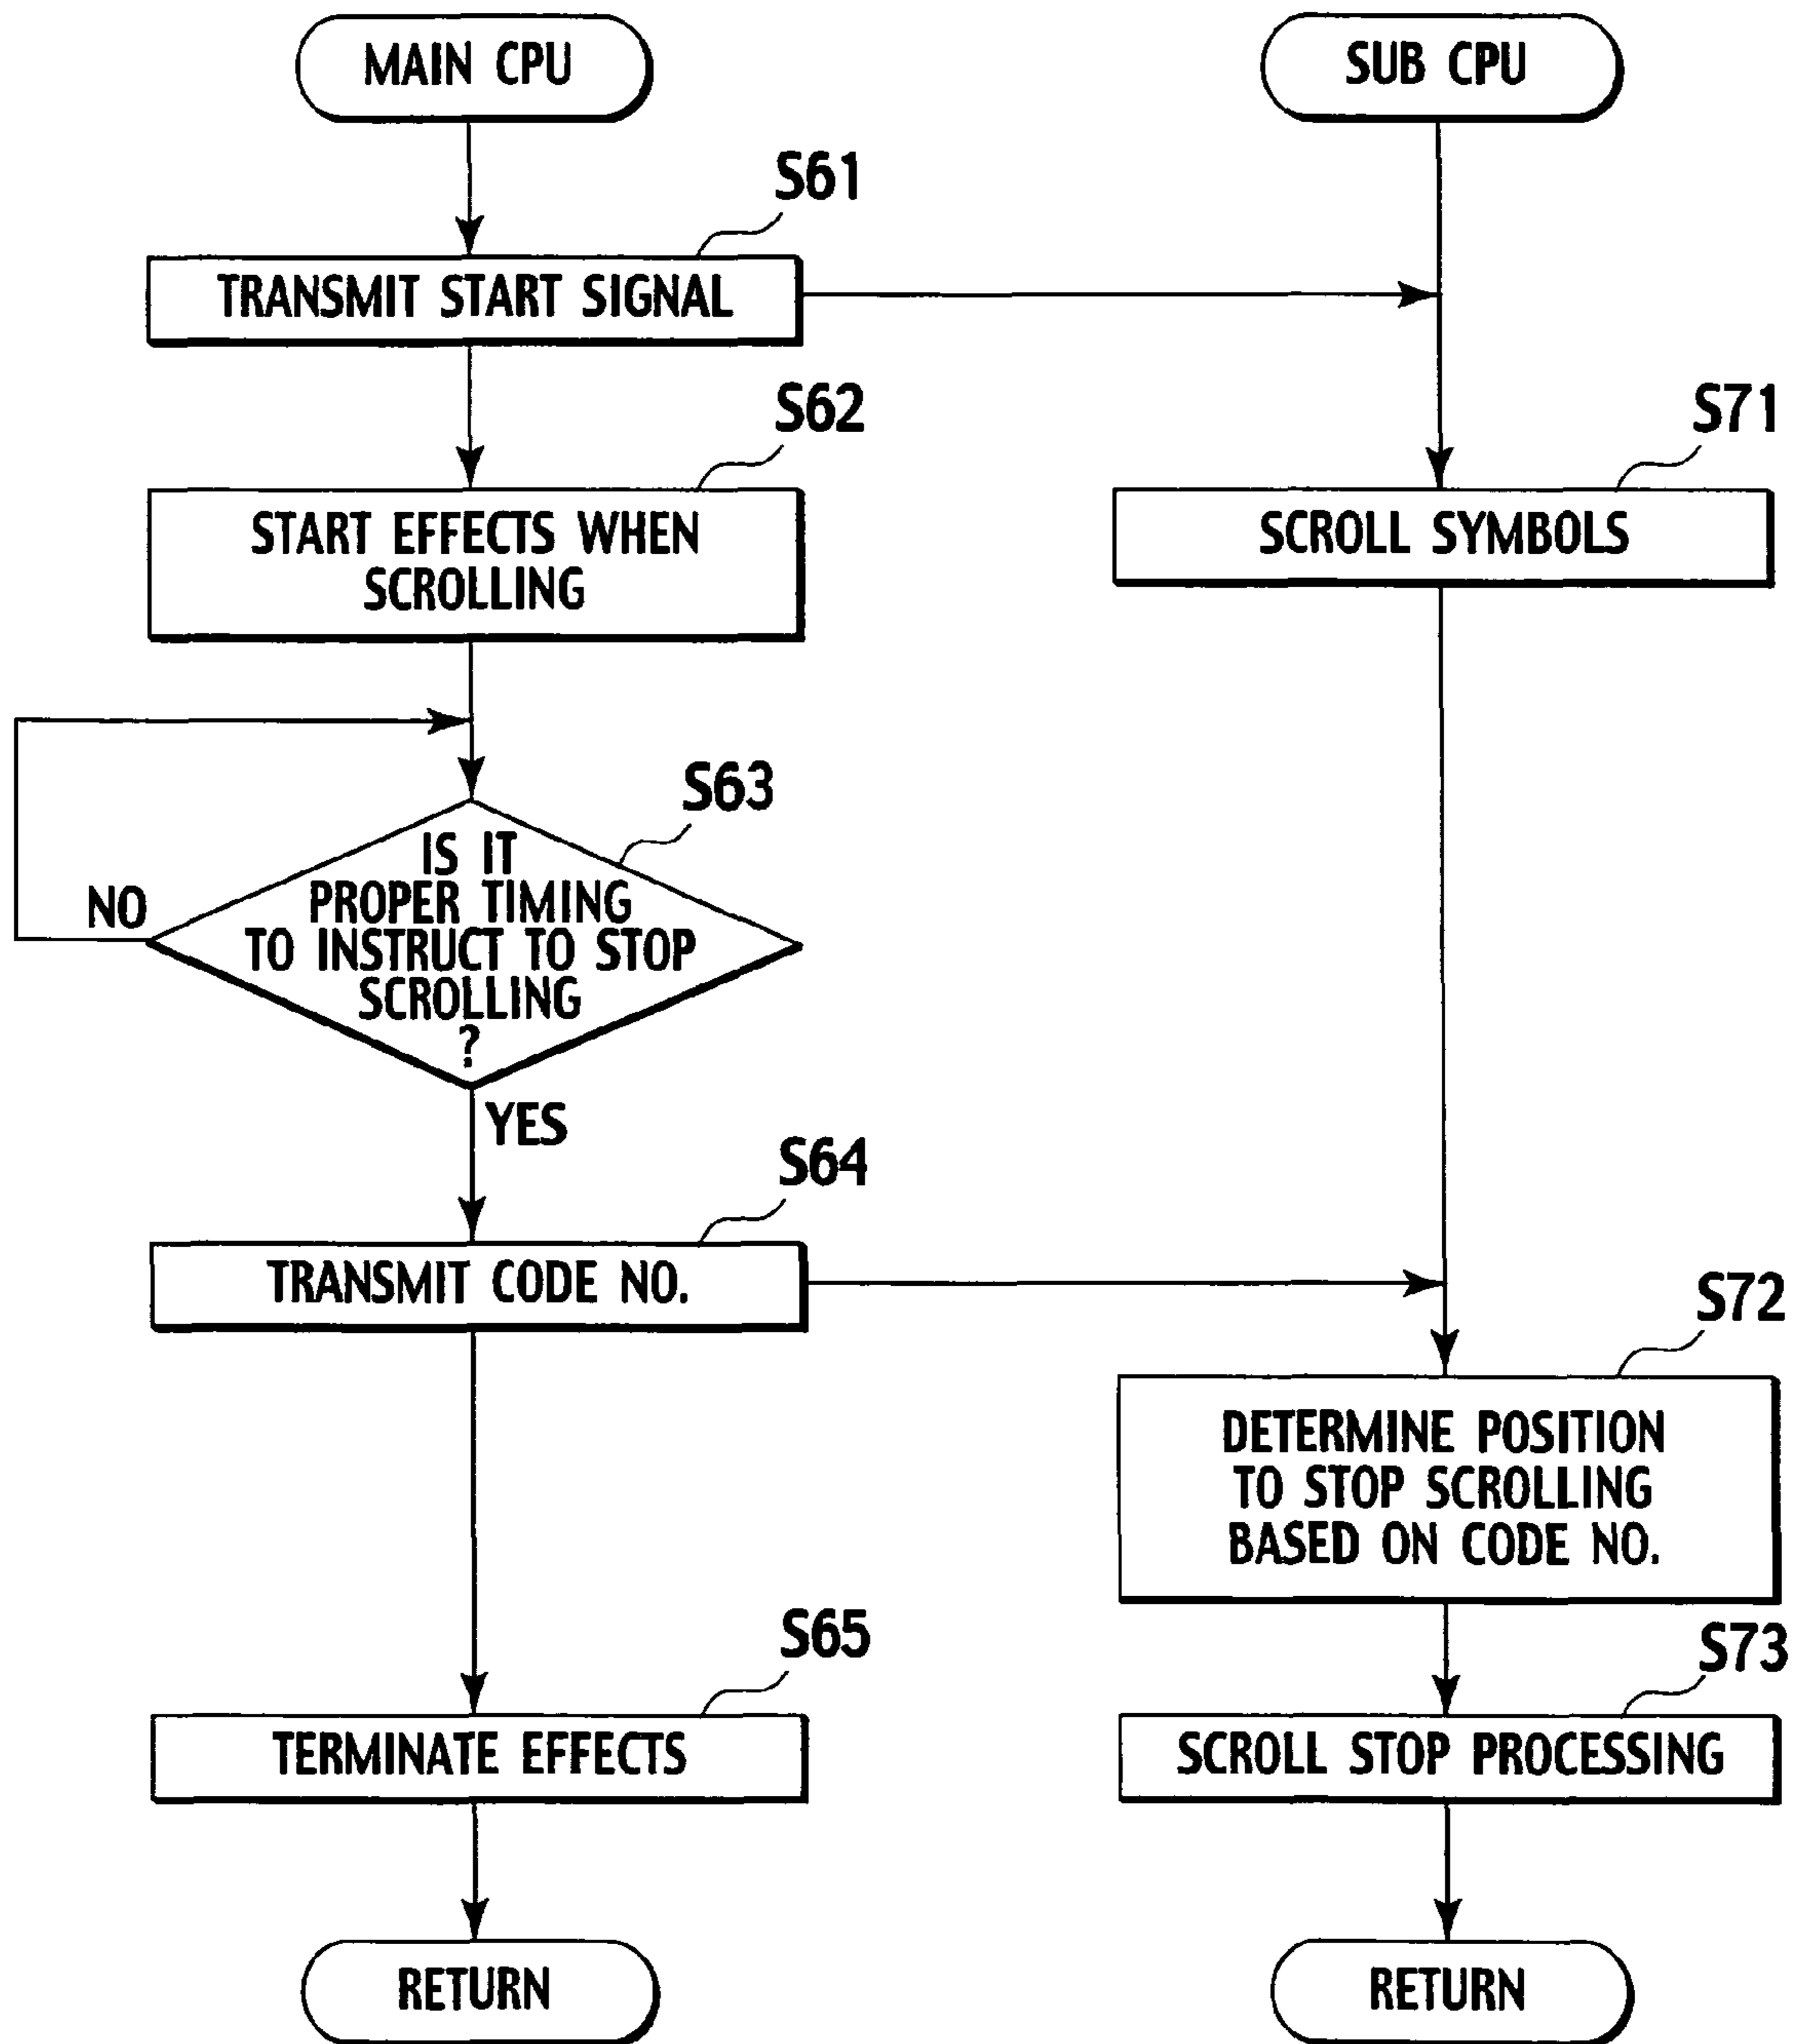 MAIN CPU
SUB CPU
S61
TRANSMIT START SIGNAL
S62
START EFFECTS WHEN
SCROLLING
S71
SCROLL SYMBOLS
S63
IS IT
PROPER TIMING
TO INSTRUCT TO STOP
SCROLLING
?
NO
YES
S64
TRANSMIT CODE NO.
S72
DETERMINE POSITION
TO STOP SCROLLING
BASED ON CODE NO.
S65
TERMINATE EFFECTS
S73
SCROLL STOP PROCESSING
RETURN
RETURN